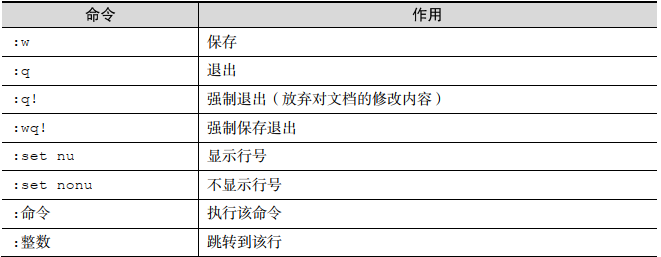 命令 作用
:w 保存
:q 退出
:q! 强制退出（放弃对文档的修改内容）
:wq! 强制保存退出
:set nu 显示行号
:set nonu 不显示行号
:命令 执行该命令
:整数 跳转到该行